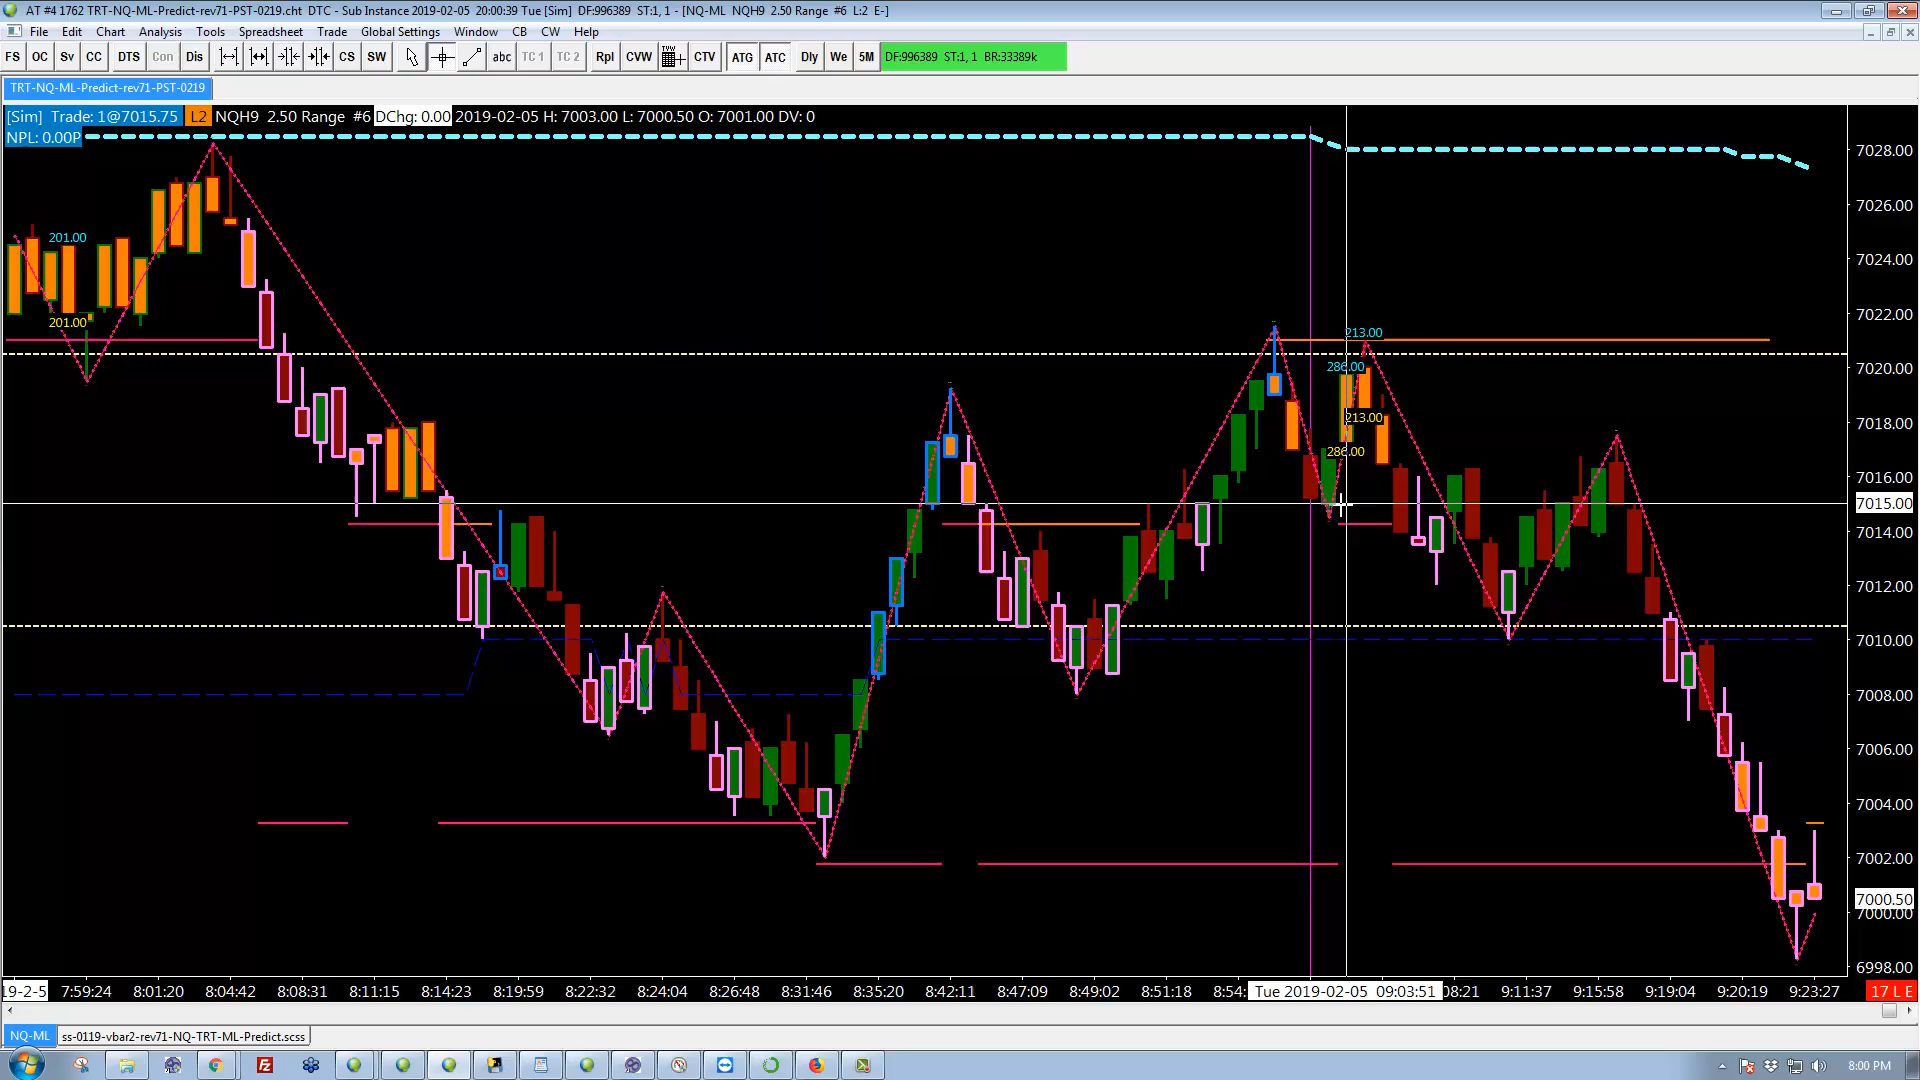 AT #4 1762 TRT-NQ-ML-Predict-rev71-PST-0219.cht DTC - Sub Instance 2019-02-05 20:00:39 Tue [Sim] DF:996389 ST:1, 1 - [NQ-ML NQH9 2.50 Range #6 L:2 E-]
File Edit Chart Analysis Tools Spreadsheet Trade Global Settings Window CB CW Help
FS OC Sv CC DTS Con Dis CS SW abc TC 1 TC 2 Rpl CVW TVW CTV ATG ATC Dly We 5M DF:996389 ST:1, 1 BR:33389k
TRT-NQ-ML-Predict-rev71-PST-0219
[Sim] Trade: 1@7015.75 L2 NQH9 2.50 Range #6 DChg: 0.00 2019-02-05 H: 7003.00 L: 7000.50 O: 7001.00 DV: 0
NPL: 0.00P
7028.00
7026.00
201.00
7024.00
201.00
7022.00
213.00
286.00
7020.00
213.00
7018.00
286.00
7016.00
7015.00
7014.00
7012.00
7010.00
7008.00
7006.00
7004.00
7002.00
7000.50
7000.00
6998.00
19-2-5 7:59:24 8:01:20 8:04:42 8:08:31 8:11:15 8:14:23 8:19:59 8:22:32 8:24:04 8:26:48 8:31:46 8:35:20 8:42:11 8:47:09 8:49:02 8:51:18 8:54: Tue 2019-02-05 09:03:51 08:21 9:11:37 9:15:58 9:19:04 9:20:19 9:23:27 17 L E
NQ-ML ss-0119-vbar2-rev71-NQ-TRT-ML-Predict.scss
8:00 PM